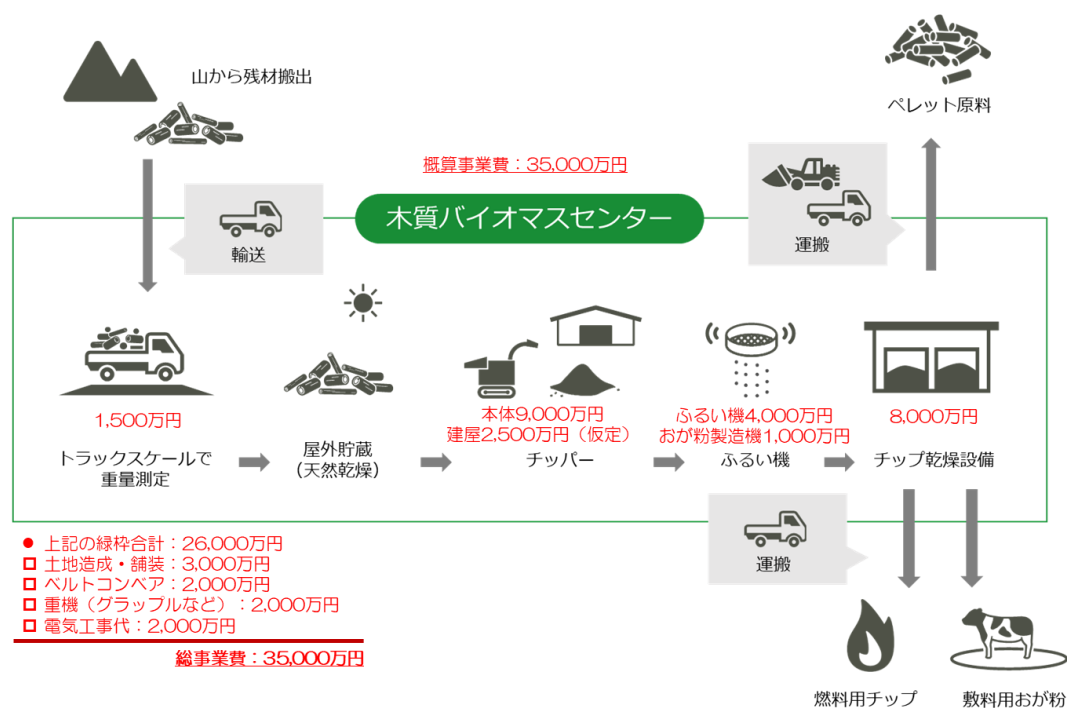 山から残材搬出
ペレット原料
概算事業費：35,000万円
木質バイオマスセンター
輸送
運搬
1,500万円
トラックスケールで
重量測定
屋外貯蔵
（天然乾燥）
本体9,000万円
建屋2,500万円（仮定）
チッパー
ふるい機4,000万円
おが粉製造機1,000万円
ふるい機
8,000万円
チップ乾燥設備
運搬
上記の緑枠合計：26,000万円
土地造成・舗装：3,000万円
ベルトコンベア：2,000万円
重機（グラップルなど）：2,000万円
電気工事代：2,000万円
総事業費：35,000万円
燃料用チップ
敷料用おが粉